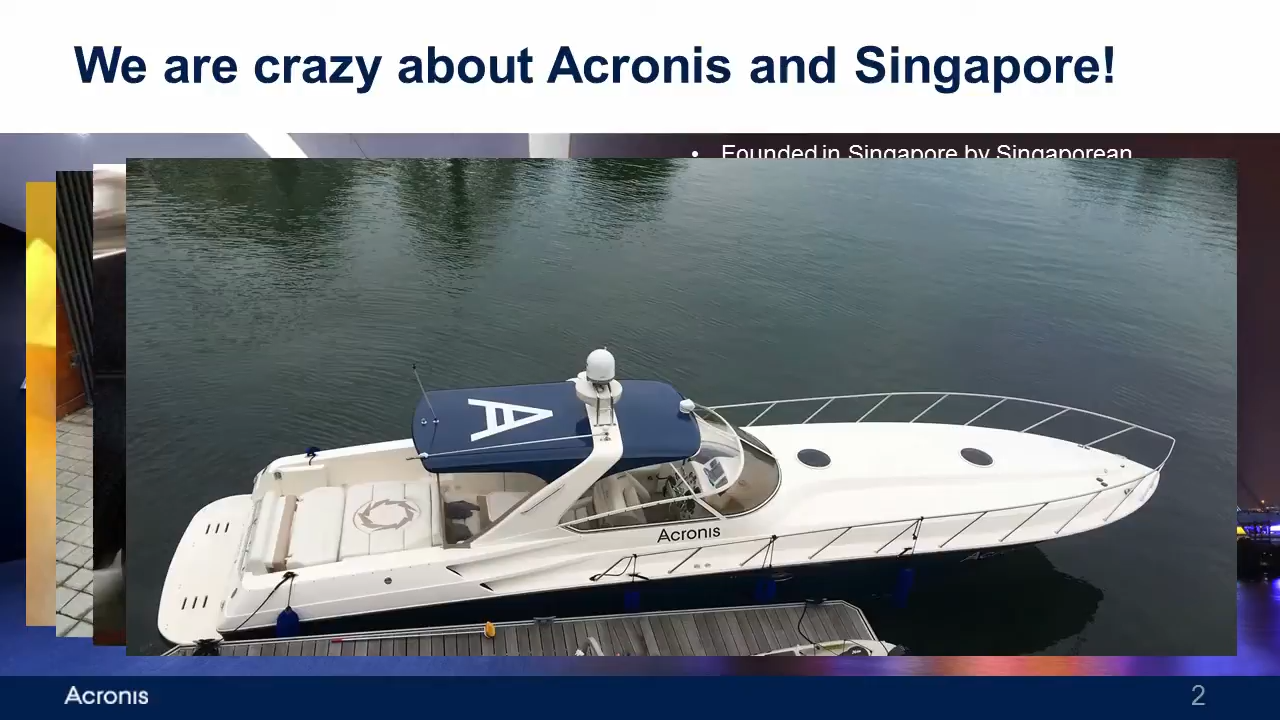 We are crazy about Acronis and Singapore!
• Founded in Singapore by Singaporean
A
Acronis
Acronis
2